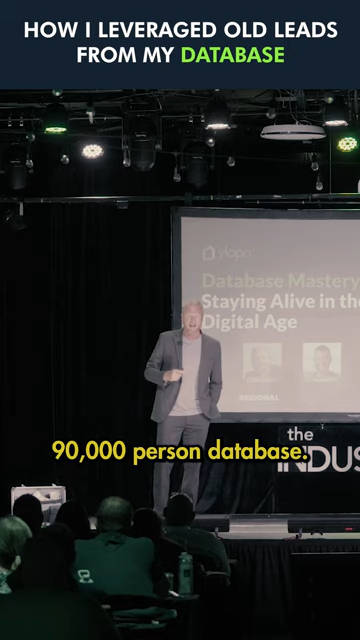 HOW I LEVERAGED OLD LEADS
FROM MY DATABASE
ylopo
Database Mastery
Staying Alive in the
Digital Age
REGIONAL
90,000 person database.
the
INDUS